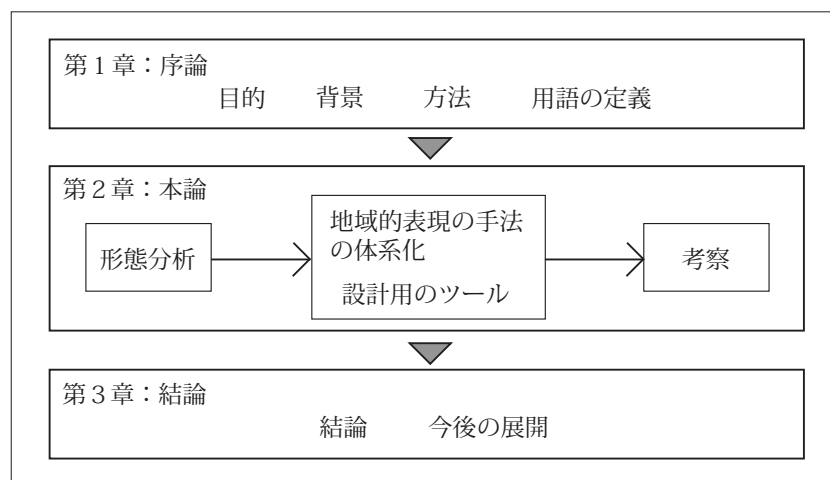 第1章：序論
目的 背景 方法 用語の定義
第2章：本論
形態分析
地域的表現の手法
の体系化
設計用のツール
考察
第3章：結論
結論 今後の展開